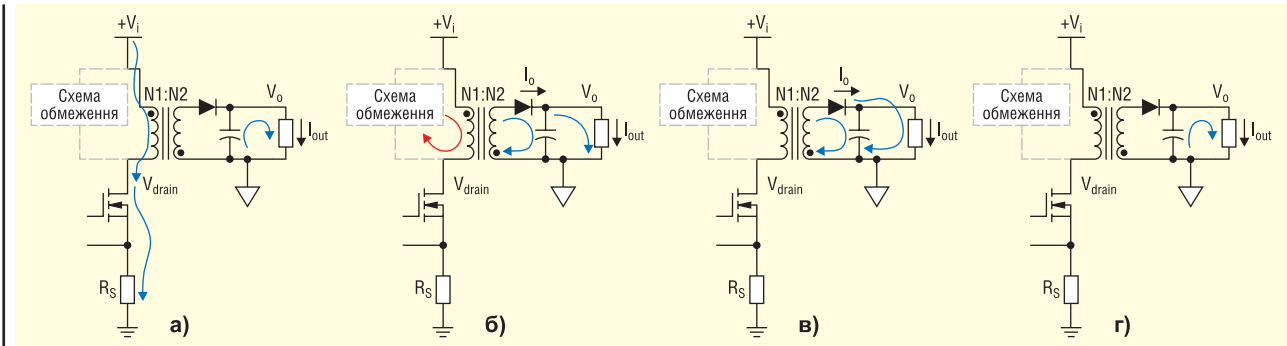 +Vi
Схема
обмеження
N1:N2
Vo
Iout
Vdrain
RS
а)
+Vi
Схема
обмеження
N1:N2
Io
Vo
Iout
Vdrain
RS
б)
+Vi
Схема
обмеження
N1:N2
Io
Vo
Iout
Vdrain
RS
в)
+Vi
Схема
обмеження
N1:N2
Vo
Iout
Vdrain
RS
г)